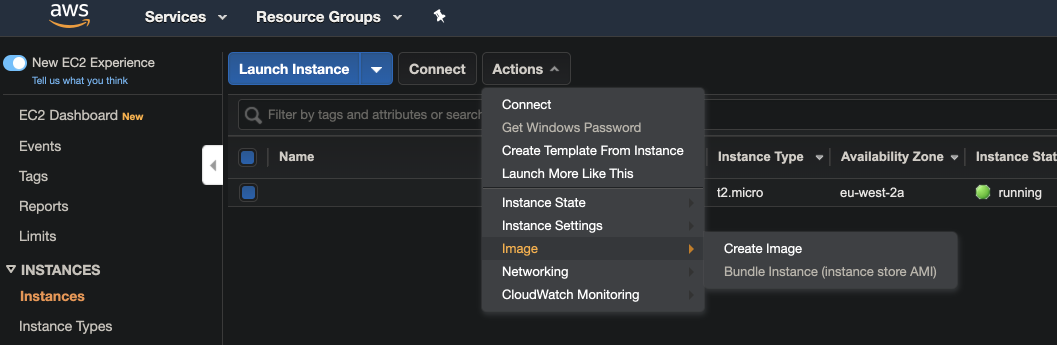 aws Services Resource Groups
New EC2 Experience
Tell us what you think
Launch Instance Connect Actions
EC2 Dashboard New
Events
Tags
Reports
Limits
INSTANCES
Instances
Instance Types
Filter by tags and attributes or search
Name Instance Type Availability Zone Instance Stat
t2.micro eu-west-2a running
Connect
Get Windows Password
Create Template From Instance
Launch More Like This
Instance State
Instance Settings
Image
Networking
CloudWatch Monitoring
Create Image
Bundle Instance (instance store AMI)